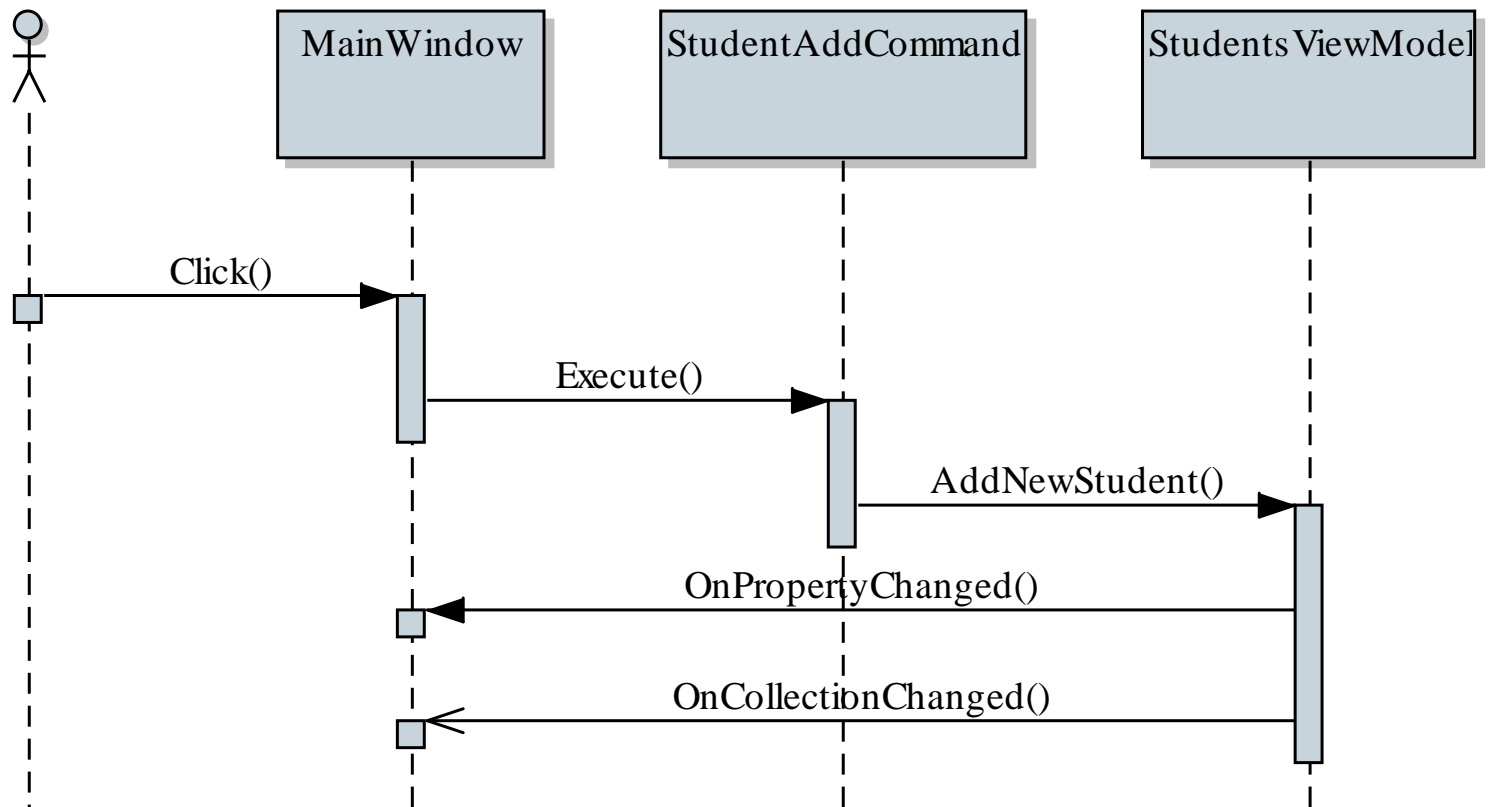 MainWindow
StudentAddCommand
StudentsViewModel
Click()
Execute()
AddNewStudent()
OnPropertyChanged()
OnCollectionChanged()